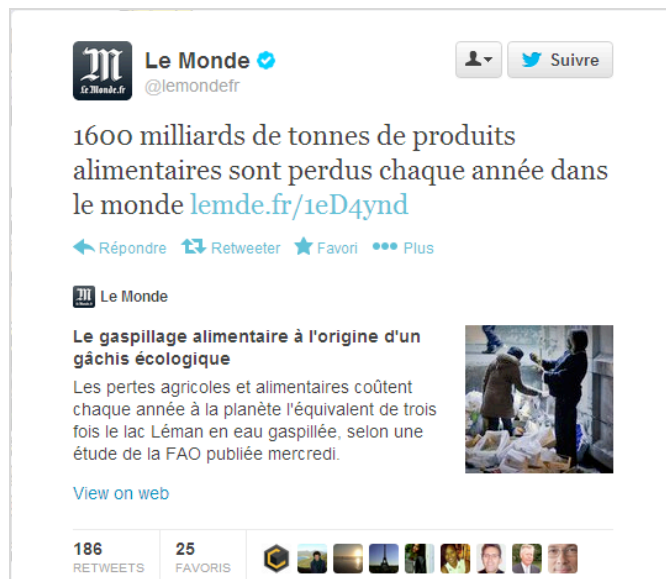 Le Monde
@lemondefr
Suivre
1600 milliards de tonnes de produits
alimentaires sont perdus chaque année dans
le monde lemde.fr/1eD4ynd
Répondre Retweeter Favori Plus
Le Monde
Le gaspillage alimentaire à l'origine d'un
gâchis écologique
Les pertes agricoles et alimentaires coûtent
chaque année à la planète l'équivalent de trois
fois le lac Léman en eau gaspillée, selon une
étude de la FAO publiée mercredi.
View on web
186 25
RETWEETS FAVORIS